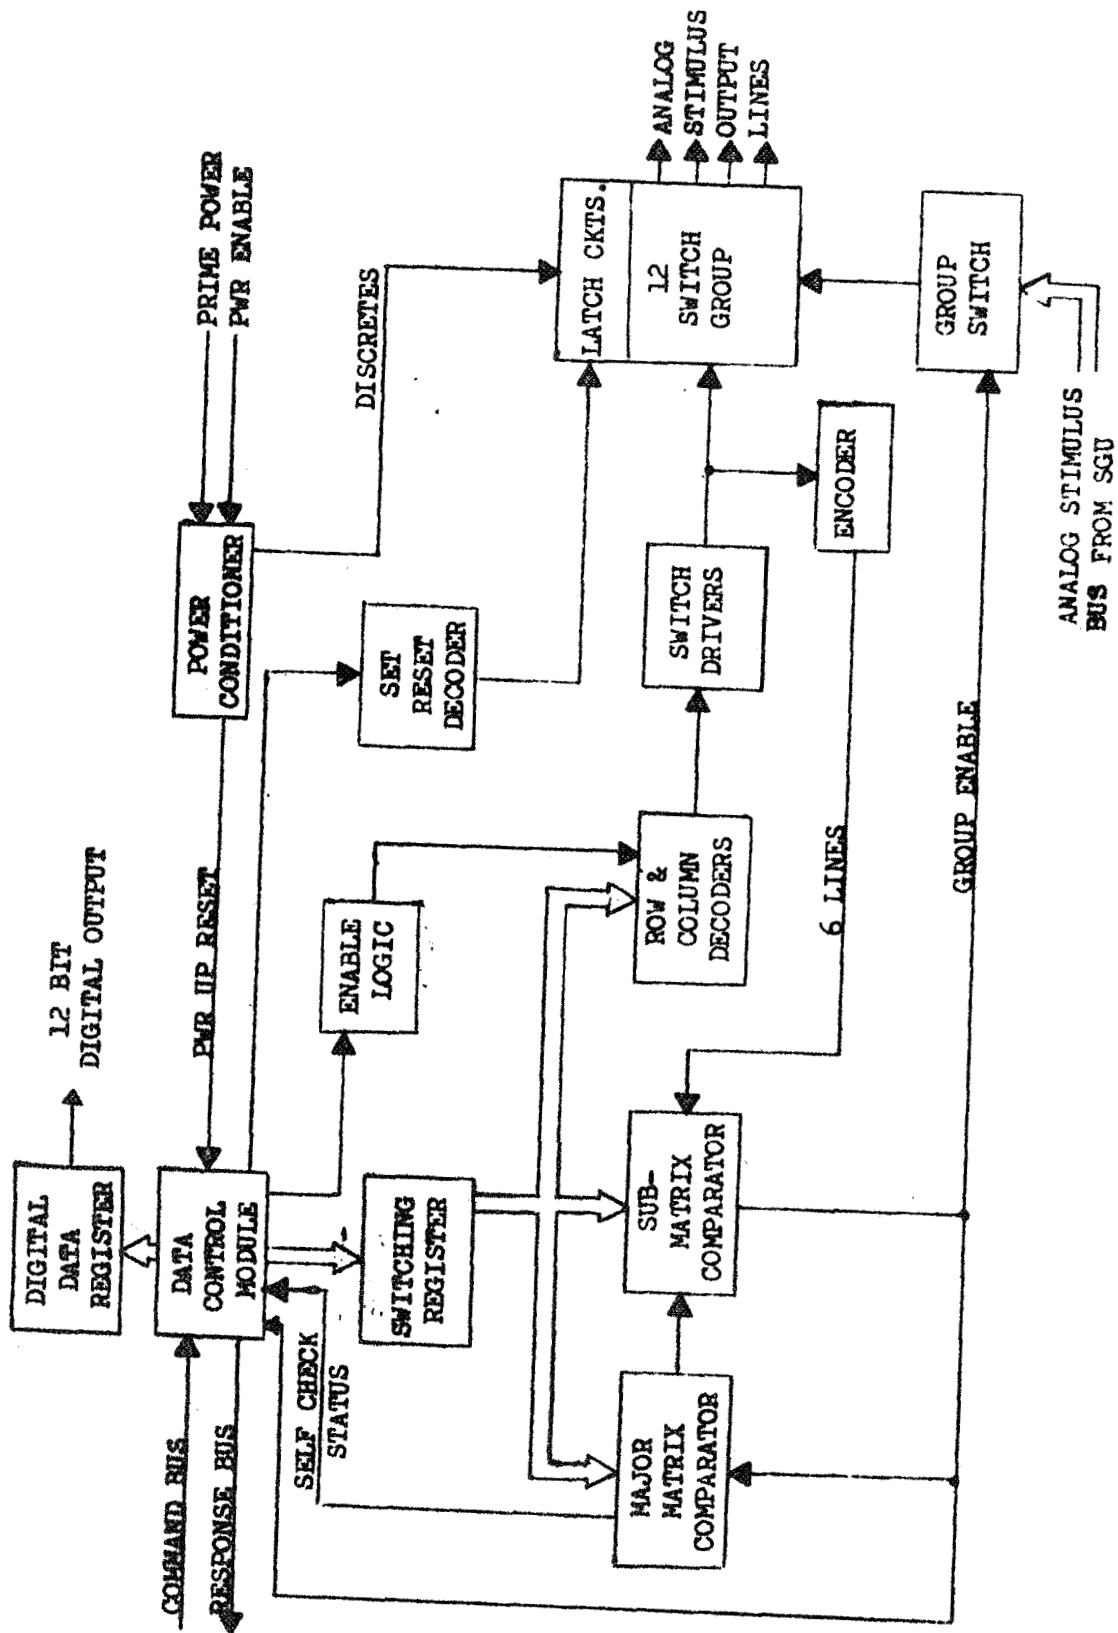 COMMAND BUS
RESPONSE BUS
DIGITAL
DATA
REGISTER
12 BIT
DIGITAL OUTPUT
DATA
CONTROL
MODULE
PWR UP RESET
POWER
CONDITIONER
PRIME POWER
PWR ENABLE
SELF CHECK
STATUS
SWITCHING
REGISTER
ENABLE
LOGIC
SET
RESET
DECODER
DISCRETES
LATCH CKTS.
12
SWITCH
GROUP
ANALOG
STIMULUS
OUTPUT
LINES
MAJOR
MATRIX
COMPARATOR
SUB-
MATRIX
COMPARATOR
ROW &
COLUMN
DECODERS
SWITCH
DRIVERS
ENCODER
6 LINES
GROUP ENABLE
GROUP
SWITCH
ANALOG STIMULUS
BUS FROM SGU